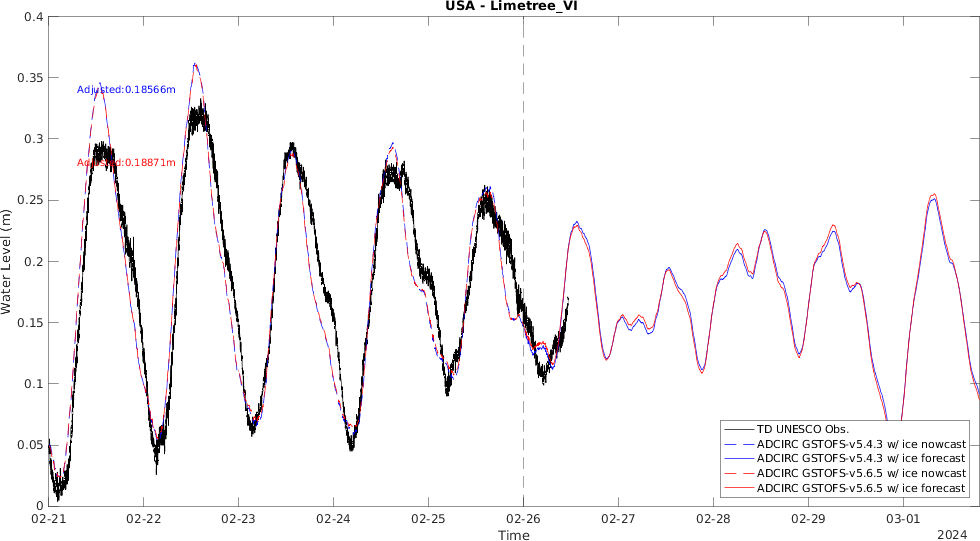 USA - Limetree_VI
0.4
0.35
0.3
0.25
0.2
0.15
0.1
0.05
0
Water Level (m)
Adjusted:0.18566m
Adjusted:0.18871m
TD UNESCO Obs.
ADCIRC GSTOFS-v5.4.3 w/ ice nowcast
ADCIRC GSTOFS-v5.4.3 w/ ice forecast
ADCIRC GSTOFS-v5.6.5 w/ ice nowcast
ADCIRC GSTOFS-v5.6.5 w/ ice forecast
02-21 02-22 02-23 02-24 02-25 02-26 02-27 02-28 02-29 03-01
Time
2024